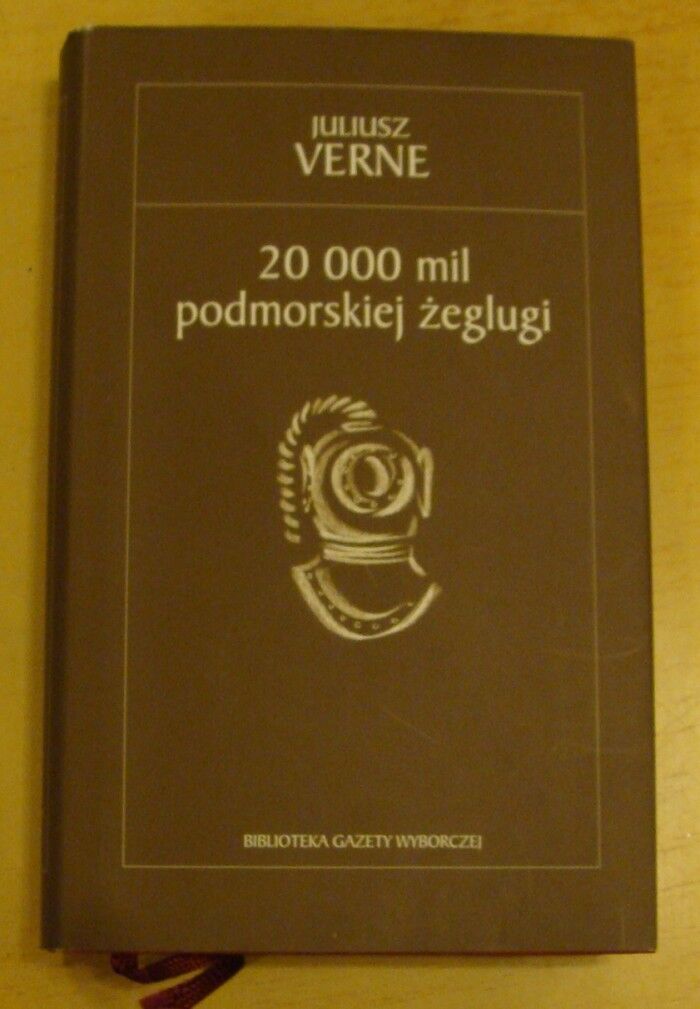 JULIUSZ
VERNE
20 000 mil
podmorskiej żeglugi
BIBLIOTEKA GAZETY WYBORCZEJ